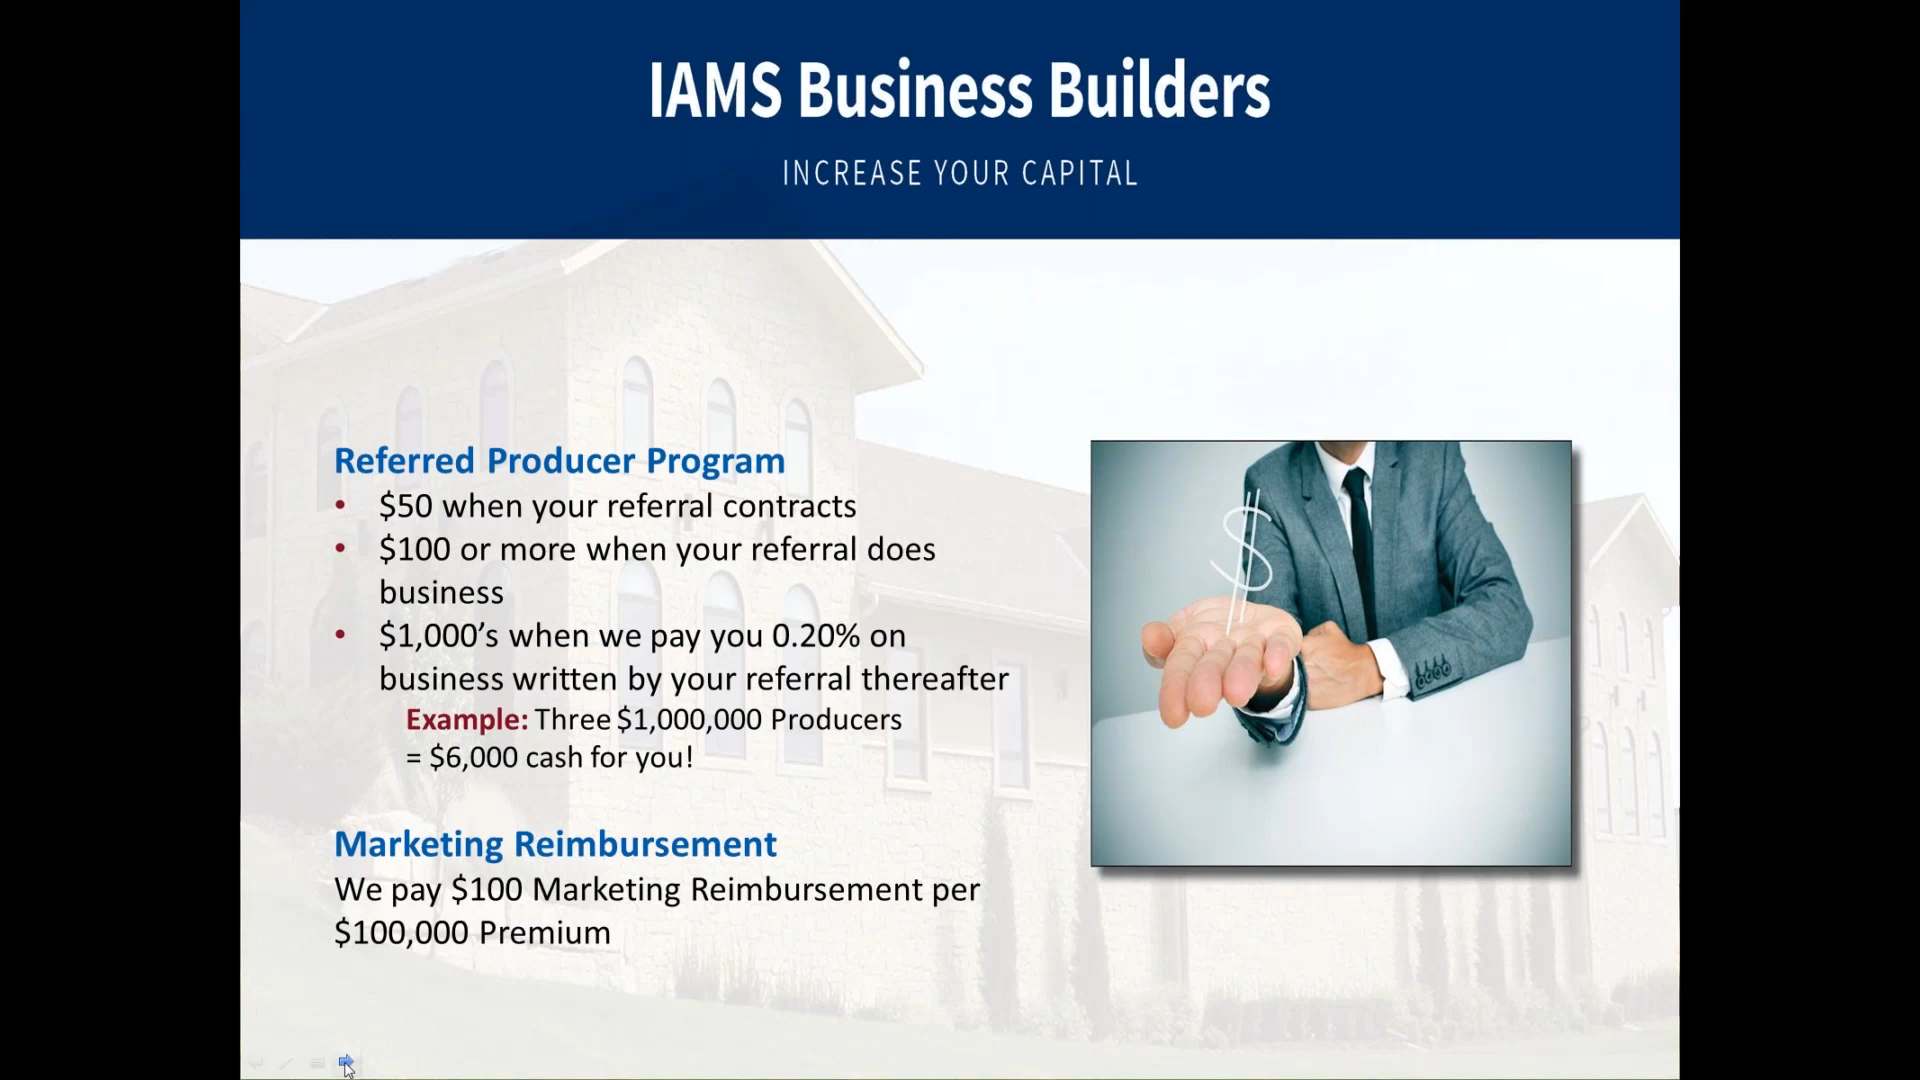 IAMS Business Builders
INCREASE YOUR CAPITAL
Referred Producer Program
• $50 when your referral contracts
• $100 or more when your referral does
business
• $1,000’s when we pay you 0.20% on
business written by your referral thereafter
Example: Three $1,000,000 Producers
= $6,000 cash for you!
Marketing Reimbursement
We pay $100 Marketing Reimbursement per
$100,000 Premium